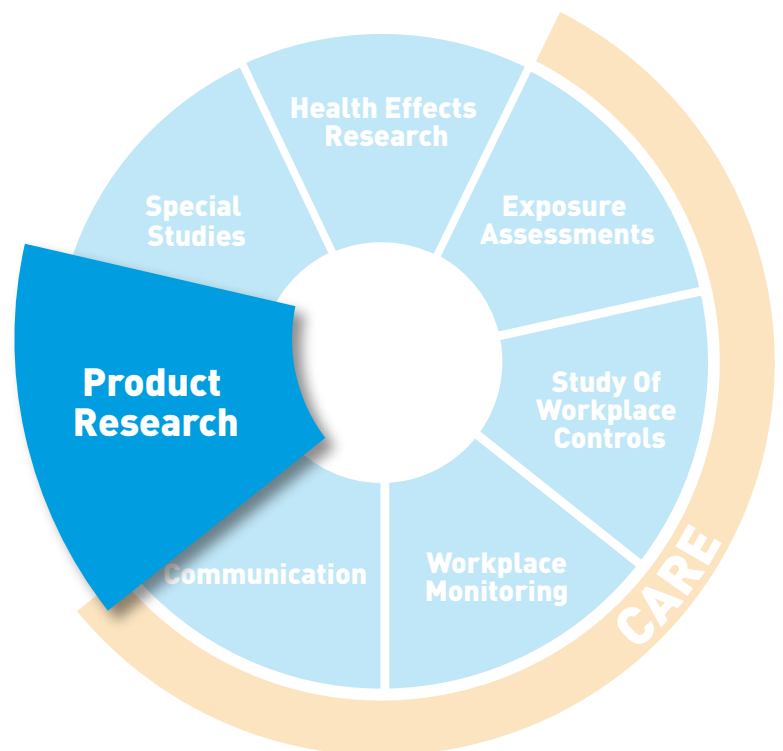 Health Effects
Research
Special
Studies
Exposure
Assessments
Product
Research
Study Of
Workplace
Controls
Workplace
Monitoring
Communication
CARE